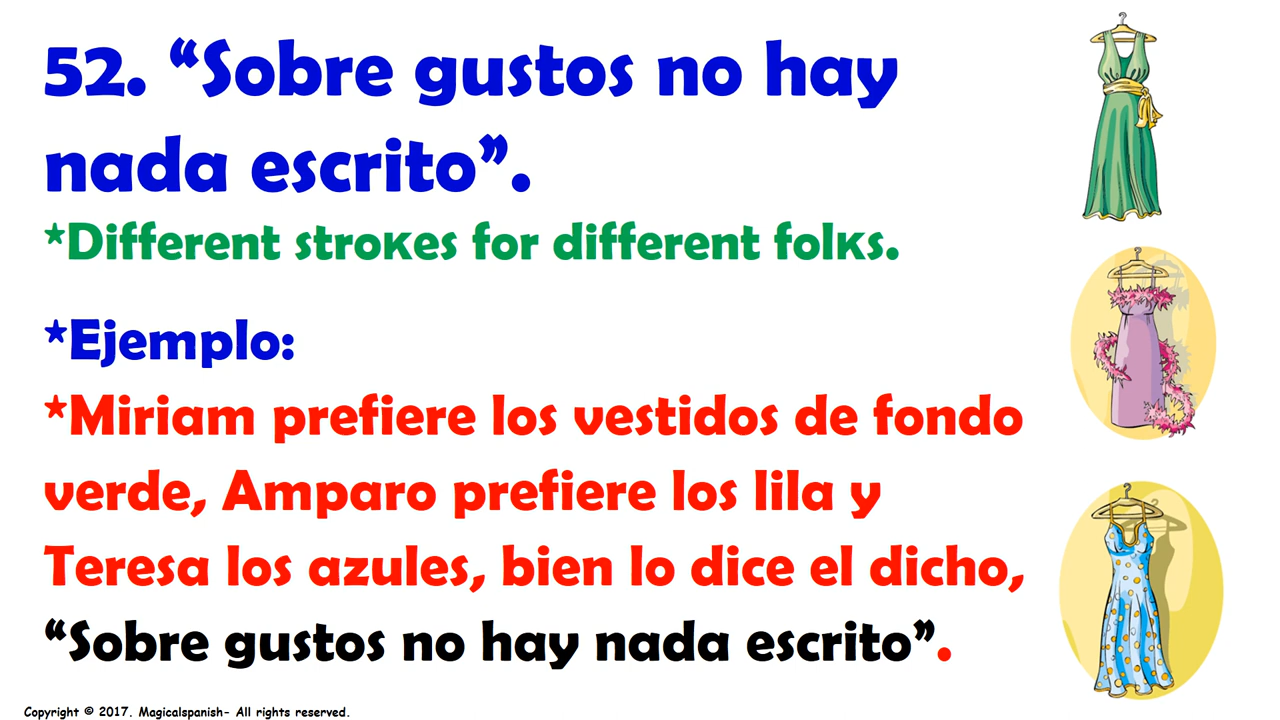 52. “Sobre gustos no hay
nada escrito”.
*Different strokes for different folks.
*Ejemplo:
*Miriam prefiere los vestidos de fondo
verde, Amparo prefiere los lila y
Teresa los azules, bien lo dice el dicho,
“Sobre gustos no hay nada escrito”.
Copyright © 2017. Magicalspanish- All rights reserved.